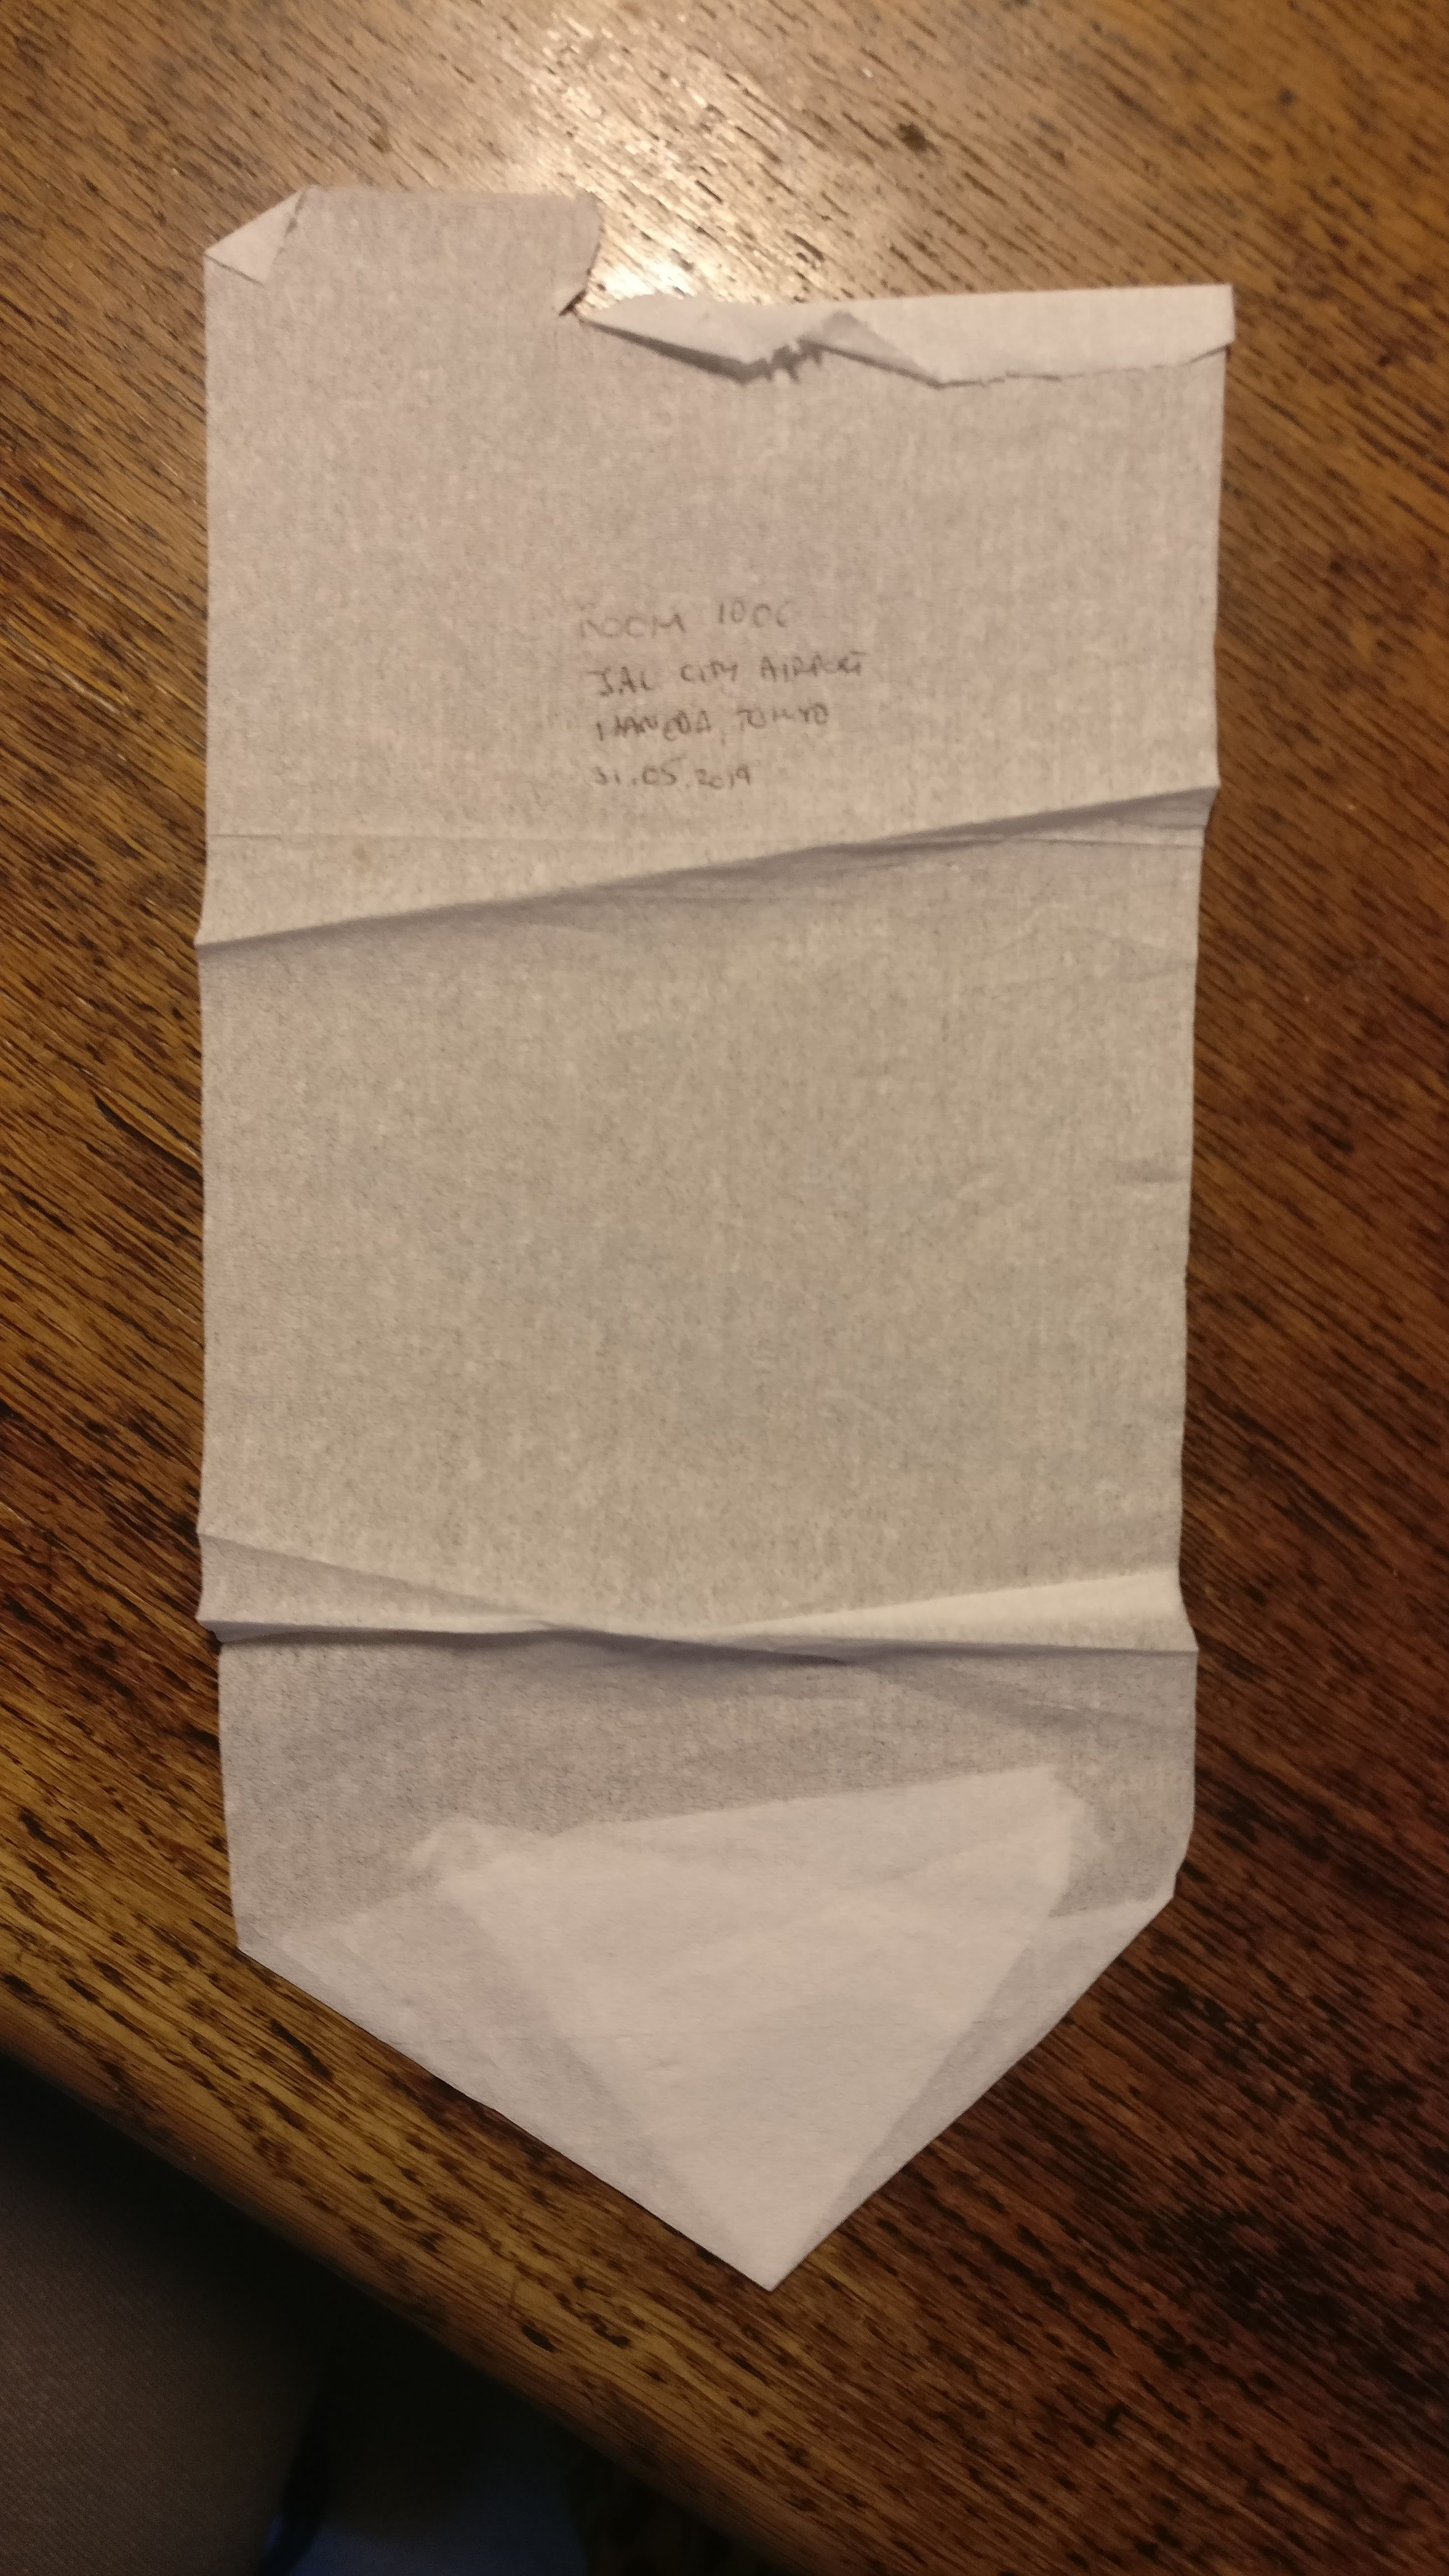 ROOM 1006
JAL CITY AIRPORT
HANEDA, TOKYO
31.05.2019